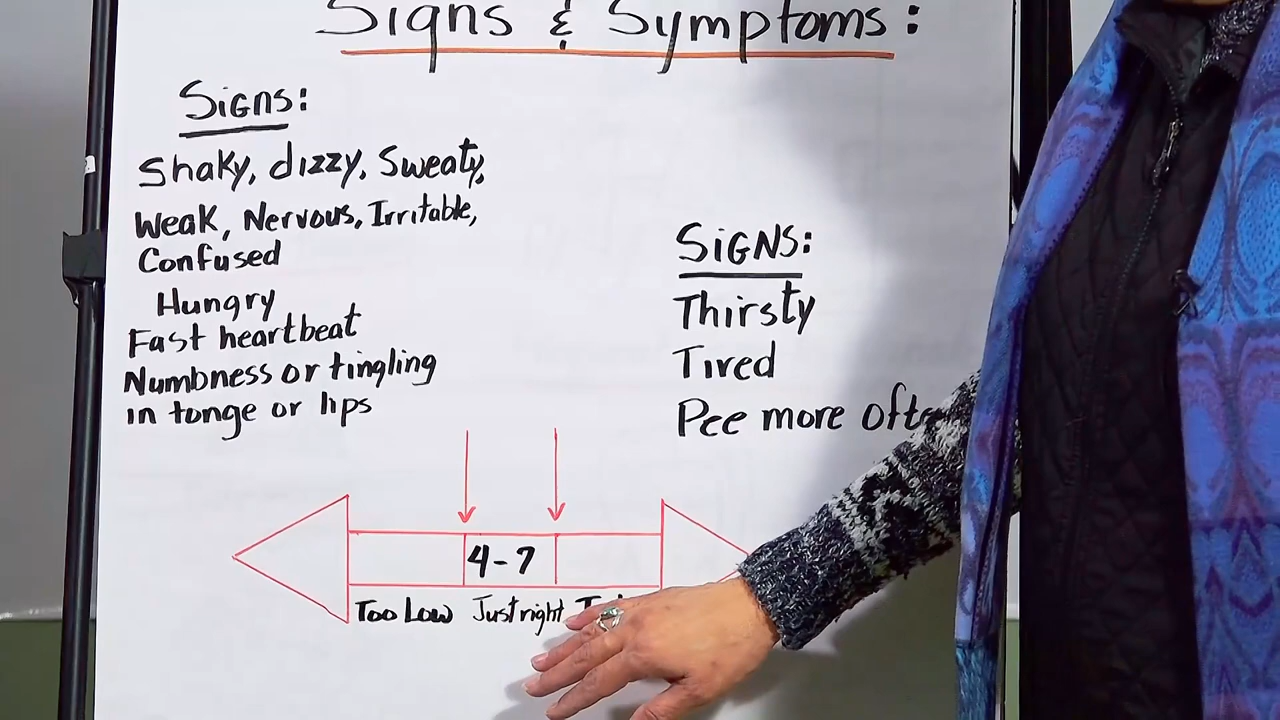 Signs & Symptoms:
Signs:
Shaky, dizzy, Sweaty,
Weak, Nervous, Irritable,
Confused
Hungry
Fast heartbeat
Numbness or tingling
in tonge or lips
SIGNS:
Thirsty
Tired
Pee more
4-7
Too Low Just right